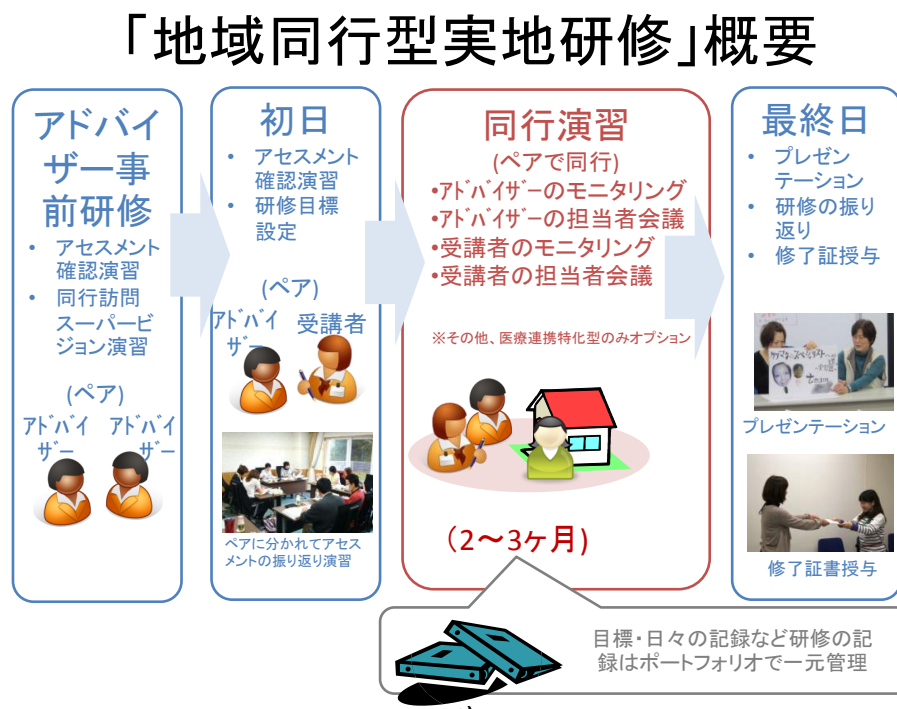 「地域同行型実地研修」概要
アドバイ
ザー事
前研修
• アセスメント
確認演習
• 同行訪問
スーパービ
ジョン演習
(ペア)
ｱﾄﾞﾊﾞｲ
ｻﾞｰ
ｱﾄﾞﾊﾞｲ
ｻﾞｰ
初日
• アセスメント
確認演習
• 研修目標
設定
(ペア)
ｱﾄﾞﾊﾞｲ
ｻﾞｰ
受講者
ペアに分かれてアセス
メントの振り返り演習
同行演習
(ペアで同行)
•ｱﾄﾞﾊﾞｲｻﾞｰのモニタリング
•ｱﾄﾞﾊﾞｲｻﾞｰの担当者会議
•受講者のモニタリング
•受講者の担当者会議
※その他、医療連携特化型のみオプション
（2～3ヶ月）
最終日
• プレゼン
テーション
• 研修の振り
返り
• 修了証授与
プレゼンテーション
修了証書授与
目標・日々の記録など研修の記
録はポートフォリオで一元管理